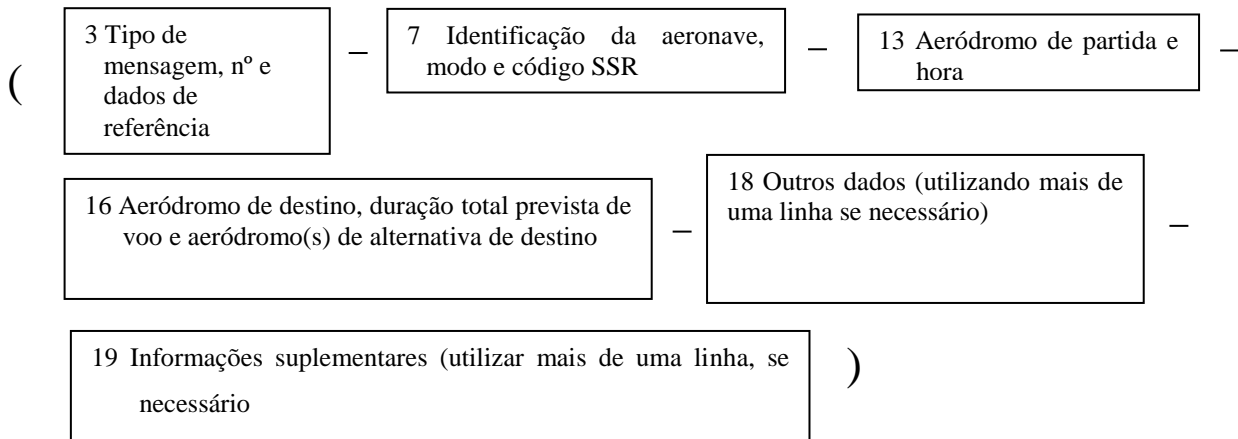 (
3 Tipo de
mensagem, nº e
dados de
referência
–
7 Identificação da aeronave,
modo e código SSR
–
13 Aeródromo de partida e
hora
–
16 Aeródromo de destino, duração total prevista de
voo e aeródromo(s) de alternativa de destino
–
18 Outros dados (utilizando mais de
uma linha se necessário)
–
19 Informações suplementares (utilizar mais de uma linha, se
necessário
)